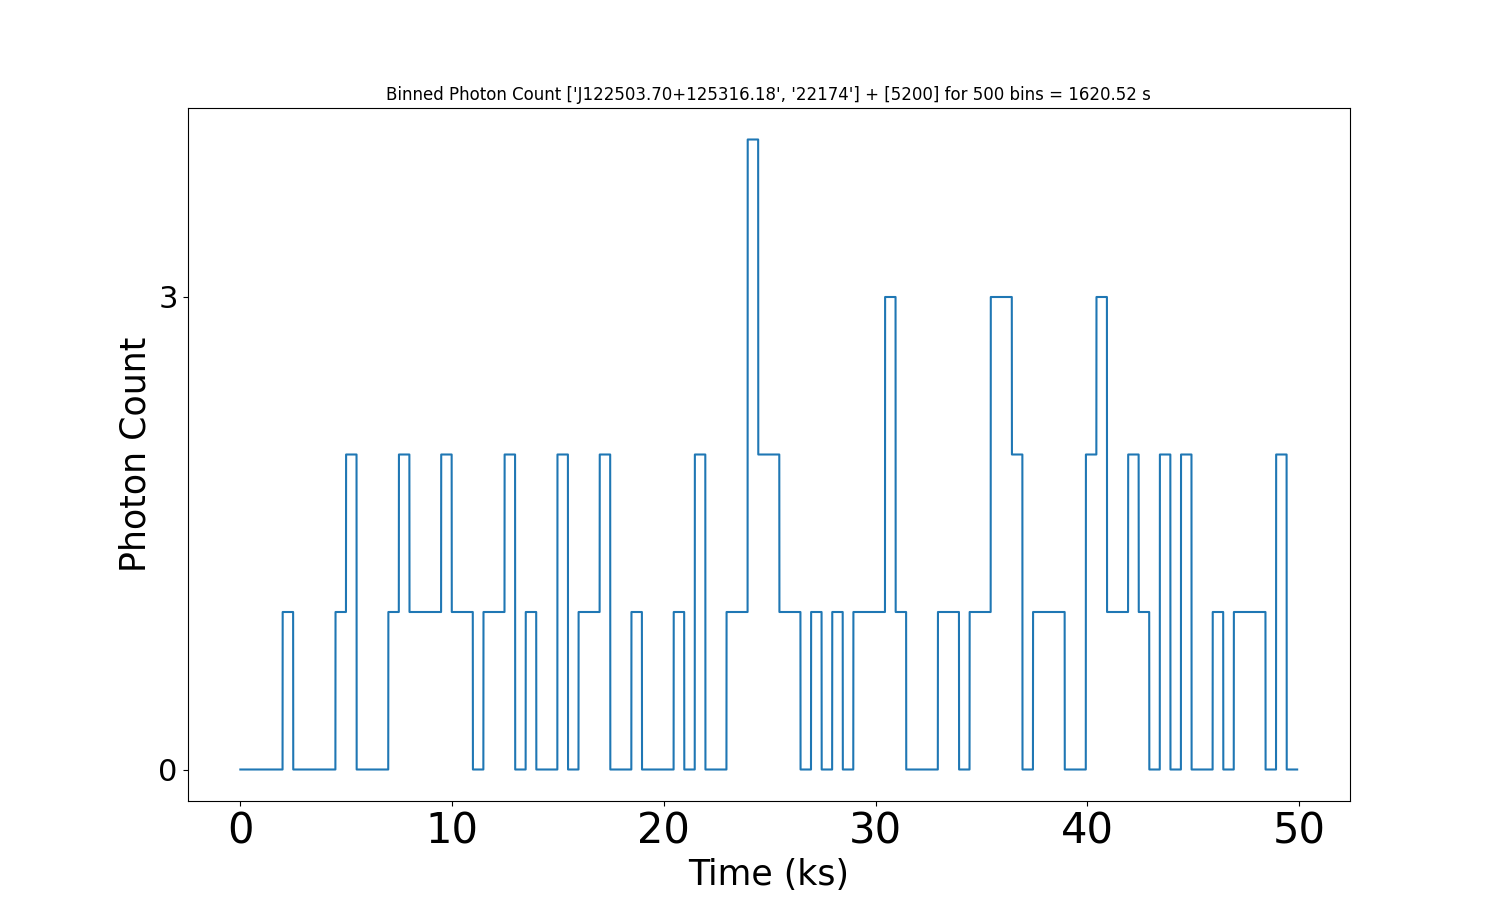 Binned Photon Count ['J122503.70+125316.18', '22174'] + [5200] for 500 bins = 1620.52 s
Photon Count
3
0
0 10 20 30 40 50
Time (ks)